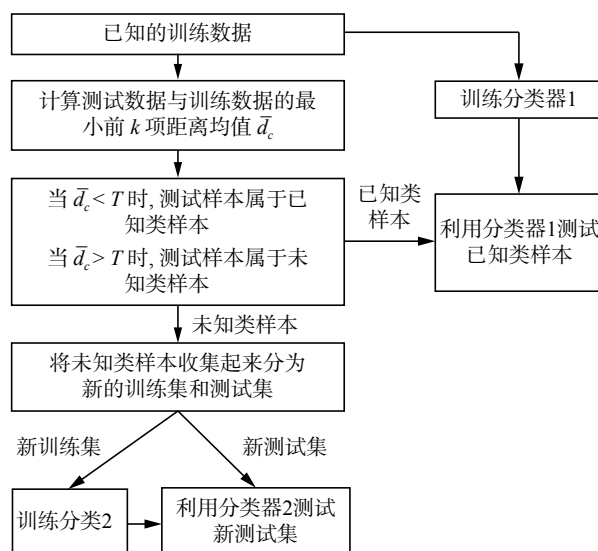 已知的训练数据
计算测试数据与训练数据的最
小前 k 项距离均值 d̄c
训练分类器1
当 d̄c < T 时, 测试样本属于已
知类样本
当 d̄c > T 时, 测试样本属于未
知类样本
已知类
样本
利用分类器1测试
已知类样本
未知类样本
将未知类样本收集起来分为
新的训练集和测试集
新训练集
新测试集
训练分类2
利用分类器2测试
新测试集